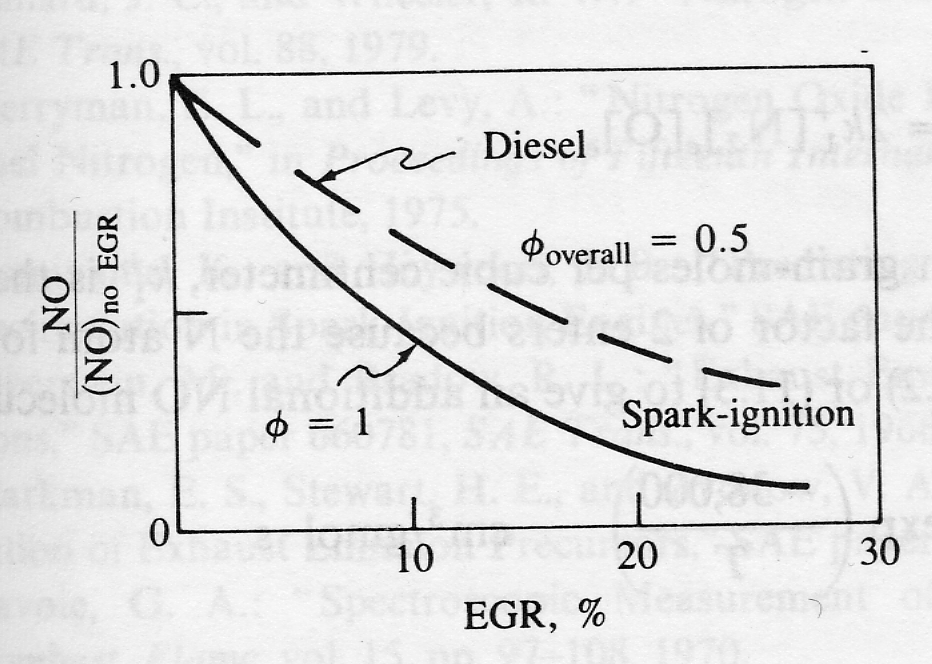 1.0
Diesel
ϕoverall = 0.5
NO
(NO)no EGR
ϕ = 1
Spark-ignition
0
10
20
30
EGR, %